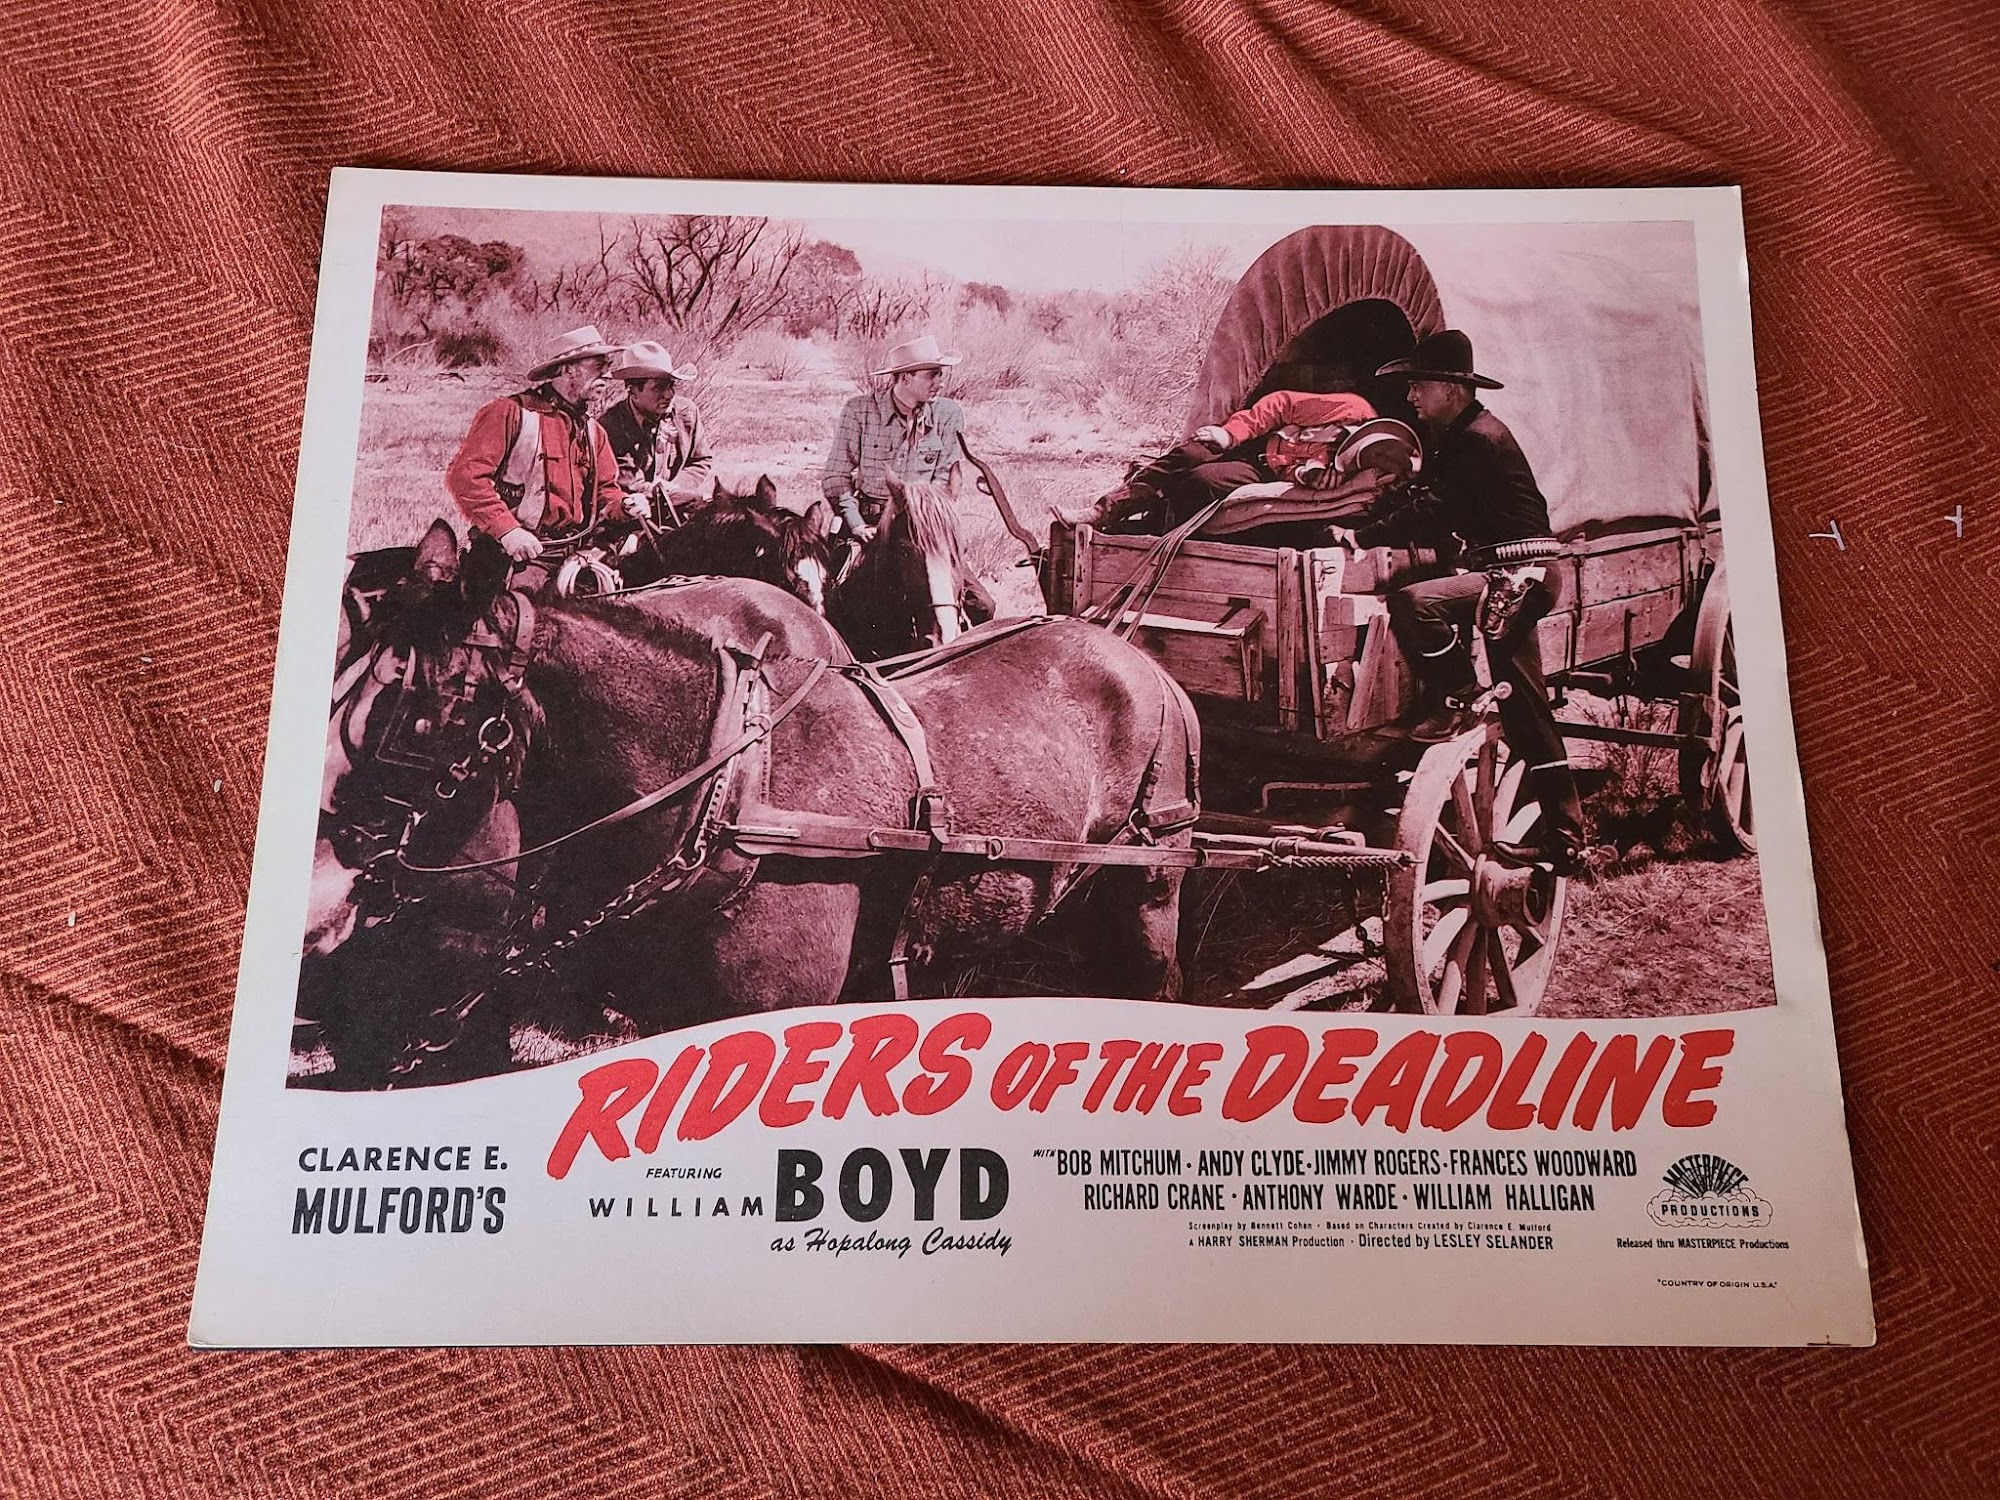 RIDERS OF THE DEADLINE
CLARENCE E.
MULFORD'S
FEATURING
WILLIAM BOYD
as Hopalong Cassidy
WITH BOB MITCHUM · ANDY CLYDE · JIMMY ROGERS · FRANCES WOODWARD
RICHARD CRANE · ANTHONY WARDE · WILLIAM HALLIGAN
Screenplay by Bennett Cohen · Based on Characters Created by Clarence E. Mulford
A HARRY SHERMAN Production · Directed by LESLEY SELANDER
MASTERPIECE
PRODUCTIONS
Released thru MASTERPIECE Productions
"COUNTRY OF ORIGIN U.S.A."